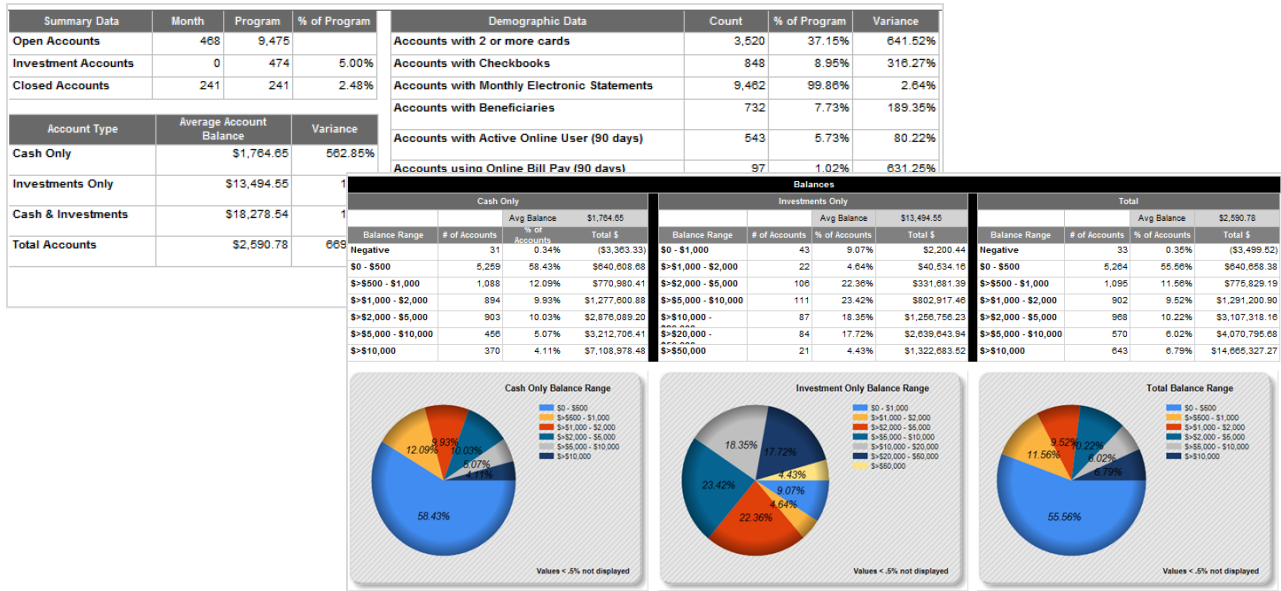 Summary Data Month Program % of Program
Open Accounts 468 9,475
Investment Accounts 0 474 5.00%
Closed Accounts 241 241 2.48%
Account Type Average Account Balance Variance
Cash Only $1,764.65 562.85%
Investments Only $13,494.55 1
Cash & Investments $18,278.54 1
Total Accounts $2,590.78 669
Demographic Data Count % of Program Variance
Accounts with 2 or more cards 3,520 37.15% 641.52%
Accounts with Checkbooks 848 8.95% 316.27%
Accounts with Monthly Electronic Statements 9,462 99.86% 2.64%
Accounts with Beneficiaries 732 7.73% 189.35%
Accounts with Active Online User (90 days) 543 5.73% 80.22%
Accounts using Online Bill Pay (90 days) 97 1.02% 631.25%
Balances
Cash Only
Avg Balance $1,764.65
Balance Range # of Accounts % of Accounts Total $
Negative 31 0.34% ($3,363.33)
$0 - $500 5,259 58.43% $640,608.68
$>$500 - $1,000 1,088 12.09% $770,980.41
$>$1,000 - $2,000 894 9.93% $1,277,600.88
$>$2,000 - $5,000 903 10.03% $2,876,089.20
$>$5,000 - $10,000 456 5.07% $3,212,706.41
$>$10,000 370 4.11% $7,108,978.48
Investments Only
Avg Balance $13,494.55
Balance Range # of Accounts % of Accounts Total $
$0 - $1,000 43 9.07% $2,200.44
$>$1,000 - $2,000 22 4.64% $40,534.16
$>$2,000 - $5,000 106 22.36% $331,681.39
$>$5,000 - $10,000 111 23.42% $802,917.46
$>$10,000 - 87 18.35% $1,256,756.23
$>$20,000 - 84 17.72% $2,639,643.94
$>$50,000 21 4.43% $1,322,683.52
Total
Avg Balance $2,590.78
Balance Range # of Accounts % of Accounts Total $
Negative 33 0.35% ($3,499.52)
$0 - $500 5,264 55.56% $640,658.38
$>$500 - $1,000 1,095 11.56% $775,829.19
$>$1,000 - $2,000 902 9.52% $1,291,200.90
$>$2,000 - $5,000 968 10.22% $3,107,318.16
$>$5,000 - $10,000 570 6.02% $4,070,795.68
$>$10,000 643 6.79% $14,665,327.27
Cash Only Balance Range
$0 - $500
$>$500 - $1,000
$>$1,000 - $2,000
$>$2,000 - $5,000
$>$5,000 - $10,000
$>$10,000
12.09%
9.93%
10.03%
5.07%
4.11%
58.43%
Values < .5% not displayed
Investment Only Balance Range
$0 - $1,000
$>$1,000 - $2,000
$>$2,000 - $5,000
$>$5,000 - $10,000
$>$10,000 - $20,000
$>$20,000 - $50,000
$>$50,000
18.35%
17.72%
4.43%
9.07%
4.64%
23.42%
22.36%
Values < .5% not displayed
Total Balance Range
$0 - $500
$>$500 - $1,000
$>$1,000 - $2,000
$>$2,000 - $5,000
$>$5,000 - $10,000
$>$10,000
11.56%
9.52%
10.22%
6.02%
6.79%
55.56%
Values < .5% not displayed